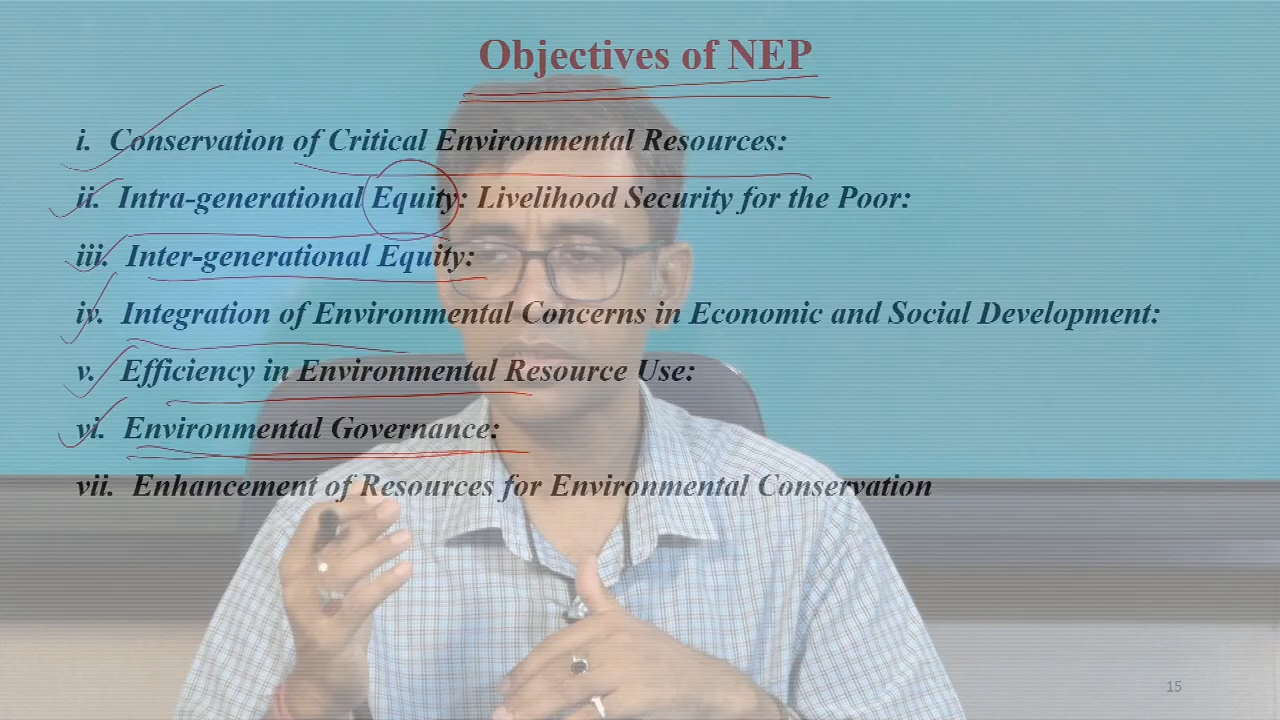 Objectives of NEP
i. Conservation of Critical Environmental Resources:
ii. Intra-generational Equity: Livelihood Security for the Poor:
iii. Inter-generational Equity:
iv. Integration of Environmental Concerns in Economic and Social Development:
v. Efficiency in Environmental Resource Use:
vi. Environmental Governance:
vii. Enhancement of Resources for Environmental Conservation
15